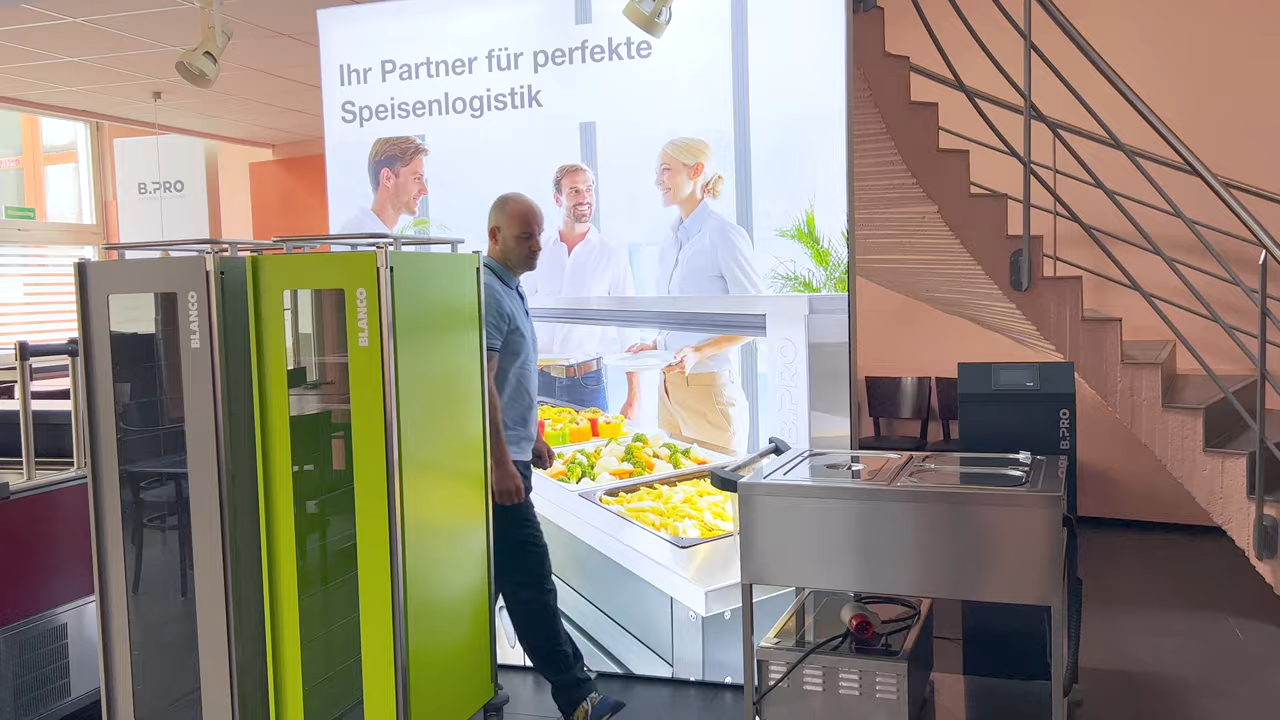 Ihr Partner für perfekte
Speisenlogistik
B.PRO
BLANCO
BLANCO
B.PRO
B.PRO